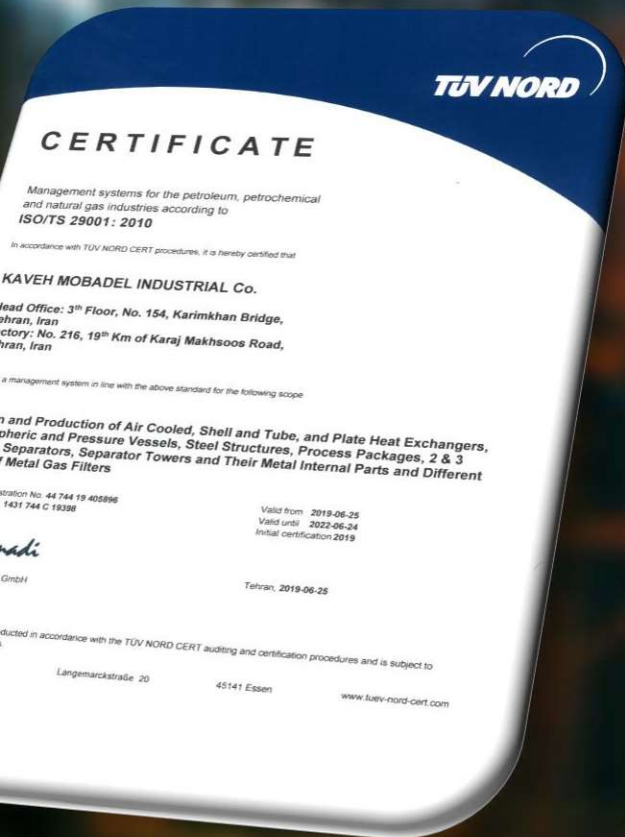 TÜV NORD
CERTIFICATE
Management systems for the petroleum, petrochemical
and natural gas industries according to
ISO/TS 29001: 2010
In accordance with TÜV NORD CERT procedures, it is hereby certified that
KAVEH MOBADEL INDUSTRIAL Co.
Head Office: 3th Floor, No. 154, Karimkhan Bridge,
ehran, Iran
ctory: No. 216, 19th Km of Karaj Makhsoos Road,
hran, Iran
a management system in line with the above standard for the following scope
n and Production of Air Cooled, Shell and Tube, and Plate Heat Exchangers,
pheric and Pressure Vessels, Steel Structures, Process Packages, 2 & 3
Separators, Separator Towers and Their Metal Internal Parts and Different
f Metal Gas Filters
stration No. 44 744 19 405896
1431 744 C 19398
Valid from 2019-06-25
Valid until 2022-06-24
Initial certification 2019
GmbH
Tehran, 2019-06-25
ducted in accordance with the TÜV NORD CERT auditing and certification procedures and is subject to
Langemarckstraße 20 45141 Essen www.tuev-nord-cert.com